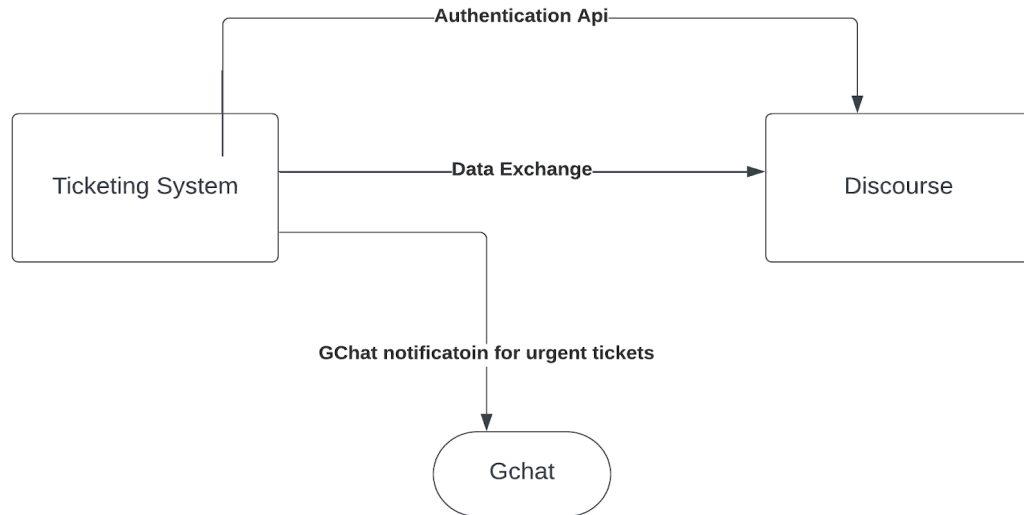 Authentication Api
Data Exchange
Ticketing System
Discourse
GChat notificatoin for urgent tickets
Gchat